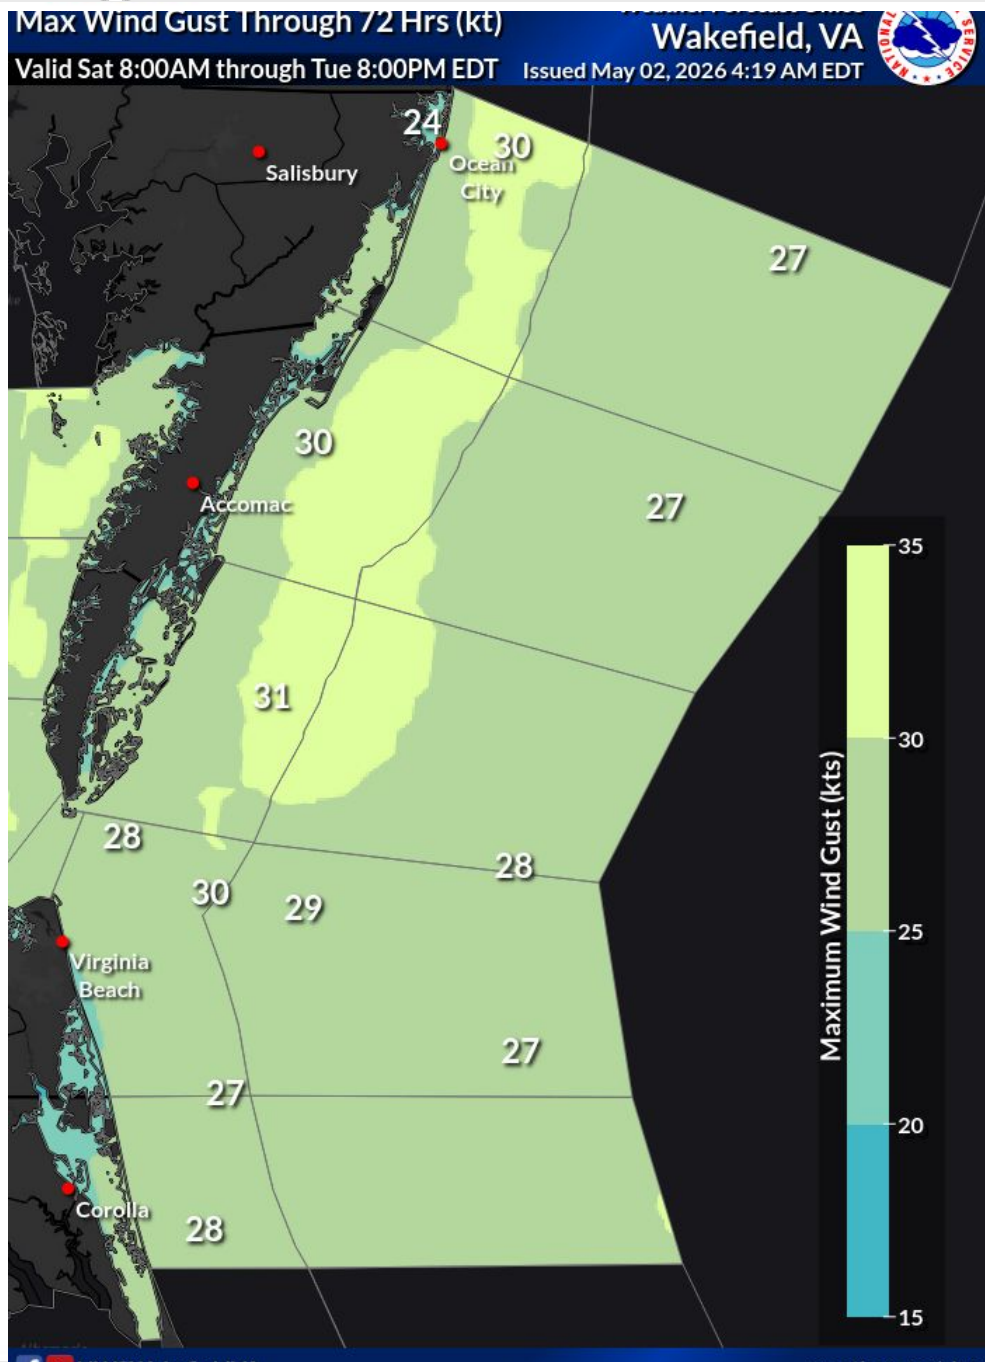 Max Wind Gust Through 72 Hrs (kt)
Wakefield, VA
Valid Sat 8:00AM through Tue 8:00PM EDT
Issued May 02, 2026 4:19 AM EDT
NATIONAL
SERVICE
24
30
Salisbury
Ocean
City
27
30
27
Accomac
35
31
30
28
28
30
29
25
Virginia
Beach
27
27
20
Corolla
28
15
Maximum Wind Gust (kts)